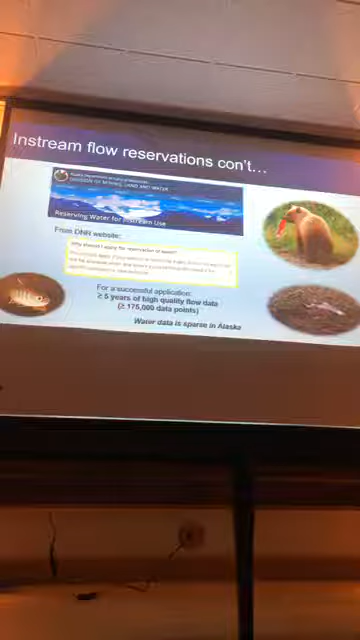 Instream flow reservations con't...
DIVISION OF MINING, LAND AND WATER
Reserving Water for Instream Use
From DNR website:
Why should I apply for reservation of water?
For a successful application:
≥ 5 years of high quality flow data
(≥ 175,000 data points)
Water data is sparse in Alaska